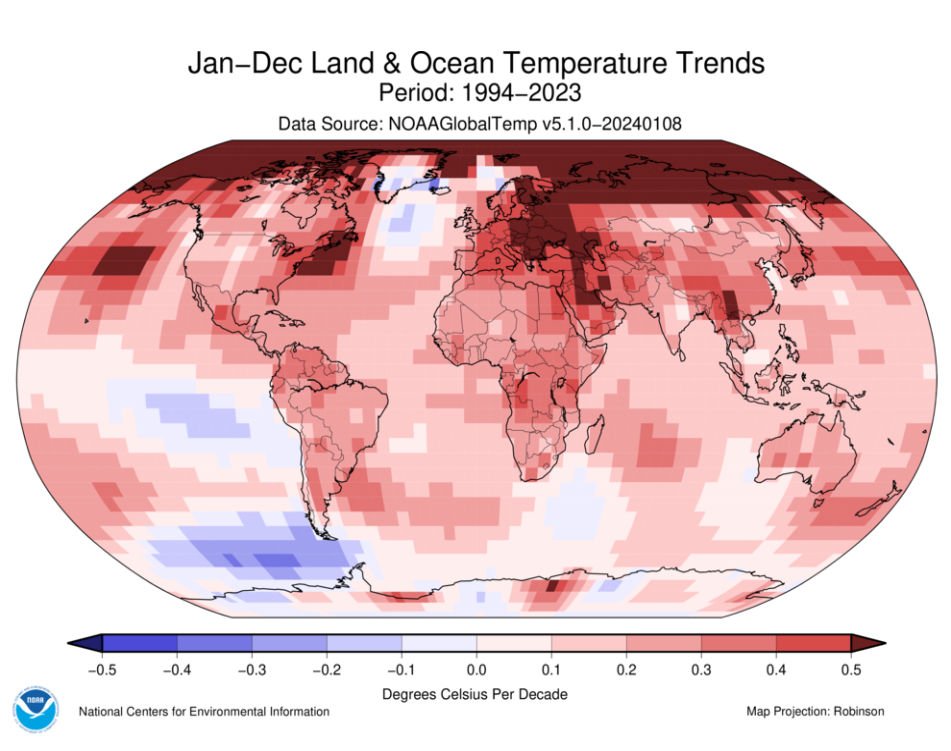 Jan–Dec Land & Ocean Temperature Trends
Period: 1994–2023
Data Source: NOAAGlobalTemp v5.1.0–20240108
−0.5 −0.4 −0.3 −0.2 −0.1 0.0 0.1 0.2 0.3 0.4 0.5
Degrees Celsius Per Decade
NOAA
National Centers for Environmental Information
Map Projection: Robinson